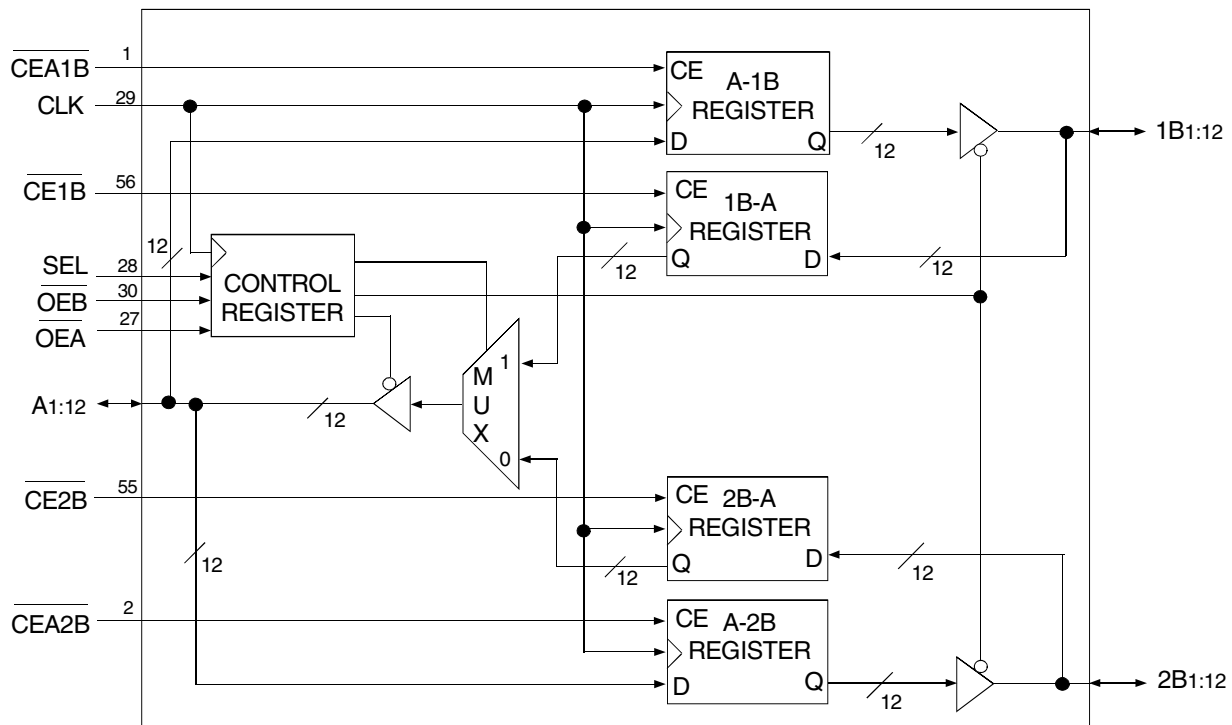 CEA1B 1 CE A-1B
CLK 29 REGISTER
D Q 12 1B1:12
CE1B 56 CE 1B-A
REGISTER
12 Q 12 D 12
SEL 28 CONTROL
OEB 30 REGISTER
OEA 27
MUX 1
A1:12 12
0
CE2B 55 CE 2B-A
REGISTER
12 12 Q D 12
CEA2B 2 CE A-2B
REGISTER
D Q 12 2B1:12